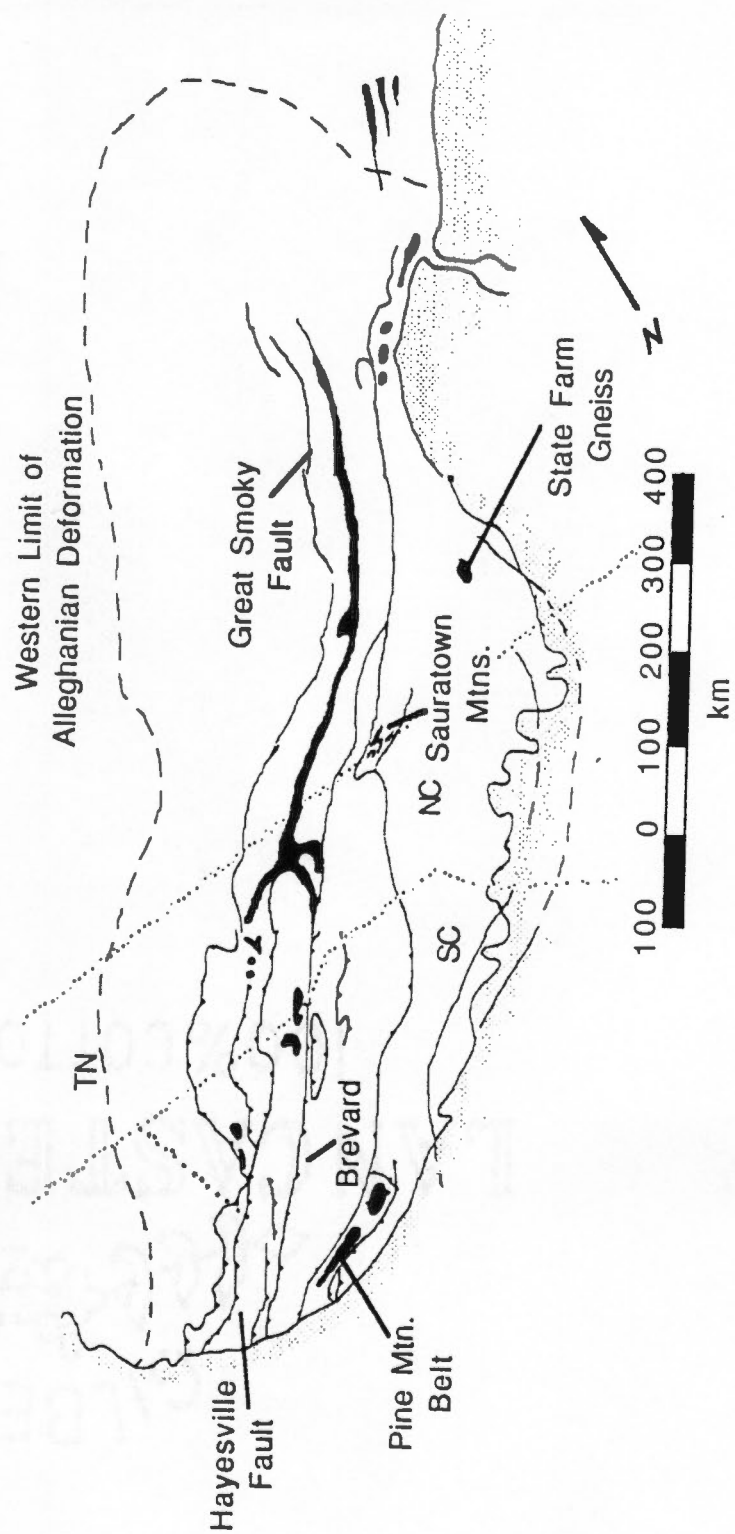 Western Limit of
Alleghanian Deformation
TN
Great Smoky
Fault
Hayesville
Fault
Brevard
Pine Mtn.
Belt
NC
SC
Sauratown
Mtns.
State Farm
Gneiss
N
100 0 100 200 300 400
km